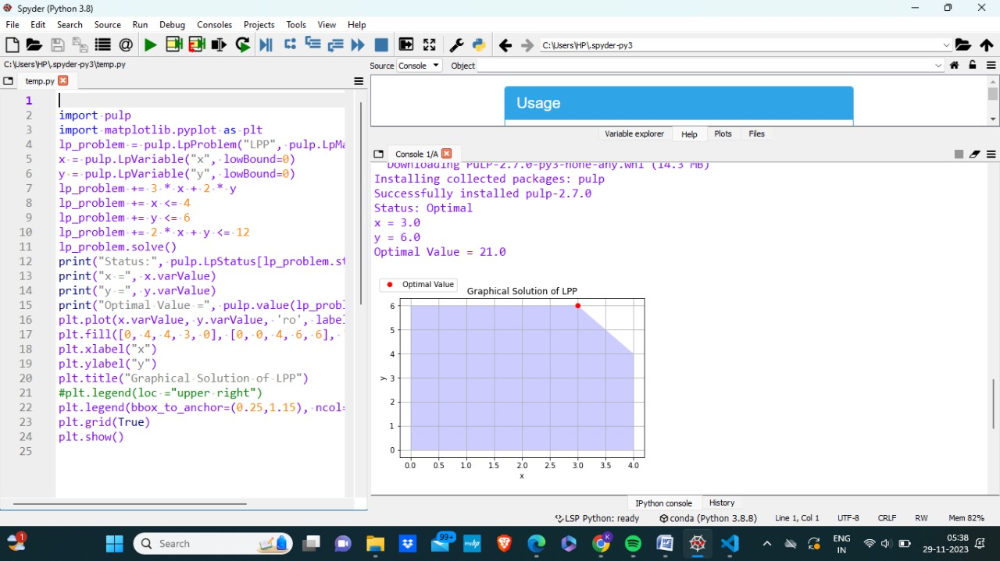 Spyder (Python 3.8)
File Edit Search Source Run Debug Consoles Projects Tools View Help
C:\Users\HP\.spyder-py3
C:\Users\HP\.spyder-py3\temp.py
temp.py
1
2 import pulp
3 import matplotlib.pyplot as plt
4 lp_problem = pulp.LpProblem("LPP", pulp.LpMa
5 x = pulp.LpVariable("x", lowBound=0)
6 y = pulp.LpVariable("y", lowBound=0)
7 lp_problem += 3 * x + 2 * y
8 lp_problem += x <= 4
9 lp_problem += y <= 6
10 lp_problem += 2 * x + y <= 12
11 lp_problem.solve()
12 print("Status:", pulp.LpStatus[lp_problem.st
13 print("x =", x.varValue)
14 print("y =", y.varValue)
15 print("Optimal Value =", pulp.value(lp_probl
16 plt.plot(x.varValue, y.varValue, 'ro', labe
17 plt.fill([0, 4, 4, 3, 0], [0, 0, 4, 6, 6], '
18 plt.xlabel("x")
19 plt.ylabel("y")
20 plt.title("Graphical Solution of LPP")
21 #plt.legend(loc ="upper right")
22 plt.legend(bbox_to_anchor=(0.25,1.15), ncol=
23 plt.grid(True)
24 plt.show()
25
Source Console Object
Usage
Variable explorer Help Plots Files
Console 1/A
Downloading PuLP-2.7.0-py3-none-any.whl (14.3 MB)
Installing collected packages: pulp
Successfully installed pulp-2.7.0
Status: Optimal
x = 3.0
y = 6.0
Optimal Value = 21.0
Optimal Value
Graphical Solution of LPP
6
5
4
3
2
1
0
y
0.0 0.5 1.0 1.5 2.0 2.5 3.0 3.5 4.0
x
IPython console History
LSP Python: ready conda (Python 3.8.8) Line 1, Col 1 UTF-8 CRLF RW Mem 82%
1
Search
99+
mhp
K
ENG
IN
05:38
29-11-2023